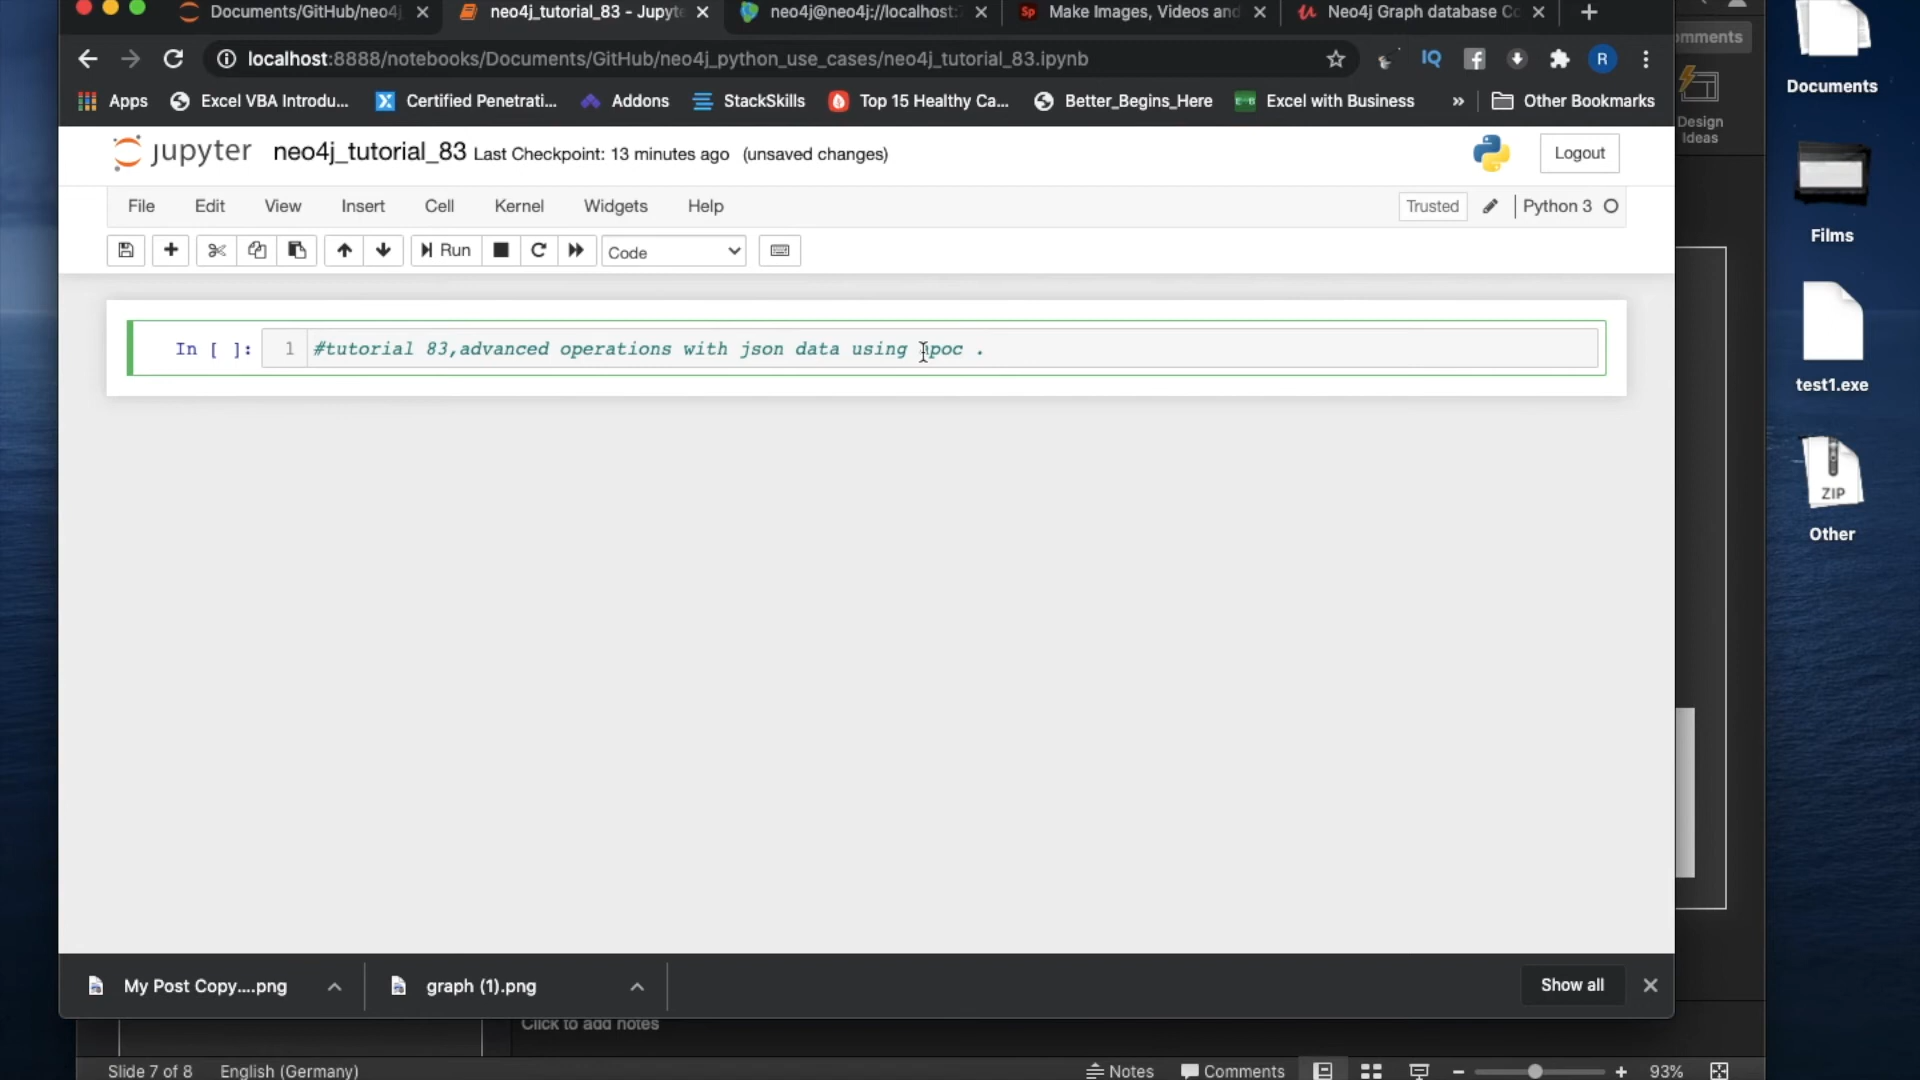 Documents/GitHub/neo4j
neo4j_tutorial_83 - Jupyte
neo4j@neo4j://localhost:
Sp Make Images, Videos and
Neo4j Graph database Co
localhost:8888/notebooks/Documents/GitHub/neo4j_python_use_cases/neo4j_tutorial_83.ipynb
IQ
R
Apps
Excel VBA Introdu...
Certified Penetrati...
Addons
StackSkills
Top 15 Healthy Ca...
Better_Begins_Here
Excel with Business
»
Other Bookmarks
jupyter neo4j_tutorial_83 Last Checkpoint: 13 minutes ago (unsaved changes)
Logout
File Edit View Insert Cell Kernel Widgets Help
Trusted
Python 3
Run
Code
In [ ]: 1 #tutorial 83,advanced operations with json data using apoc .
My Post Copy....png
graph (1).png
Show all
Click to add notes
Slide 7 of 8 English (Germany)
Notes Comments
93%
mments
Design
Ideas
Documents
Films
test1.exe
ZIP
Other